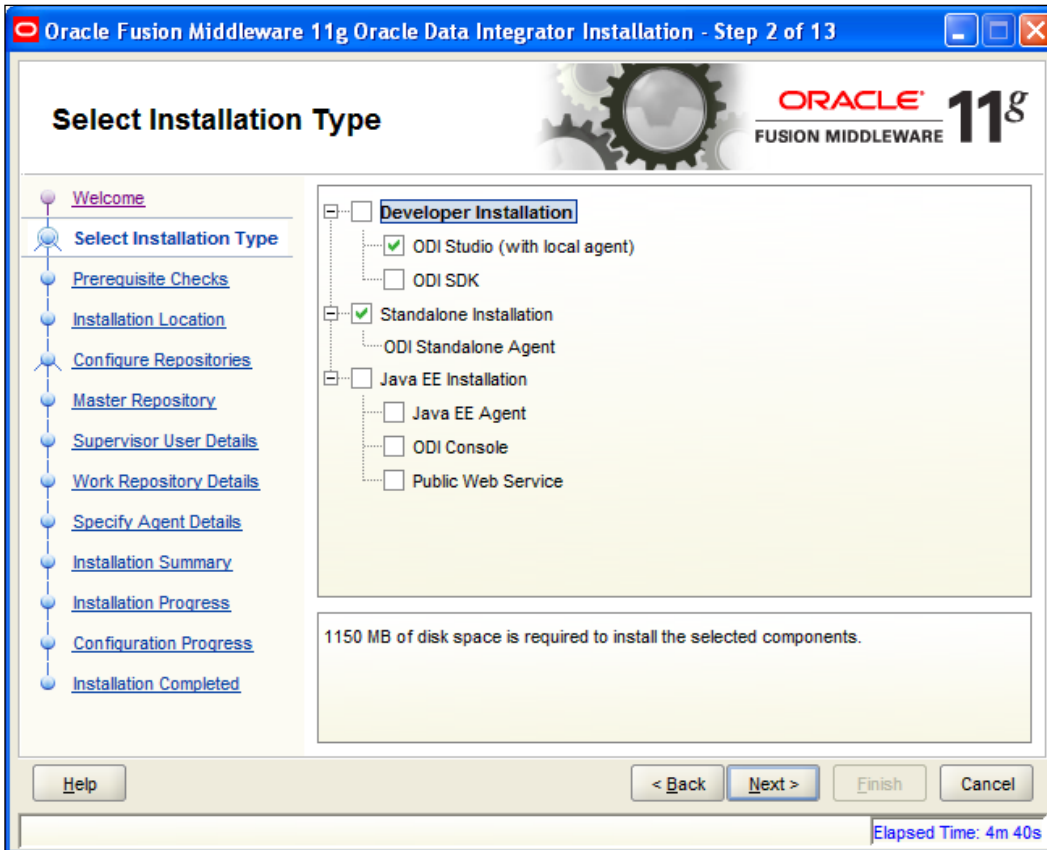 Oracle Fusion Middleware 11g Oracle Data Integrator Installation - Step 2 of 13
Select Installation Type
ORACLE
FUSION MIDDLEWARE 11g
Welcome
Select Installation Type
Prerequisite Checks
Installation Location
Configure Repositories
Master Repository
Supervisor User Details
Work Repository Details
Specify Agent Details
Installation Summary
Installation Progress
Configuration Progress
Installation Completed
Developer Installation
ODI Studio (with local agent)
ODI SDK
Standalone Installation
ODI Standalone Agent
Java EE Installation
Java EE Agent
ODI Console
Public Web Service
1150 MB of disk space is required to install the selected components.
Help
< Back
Next >
Finish
Cancel
Elapsed Time: 4m 40s